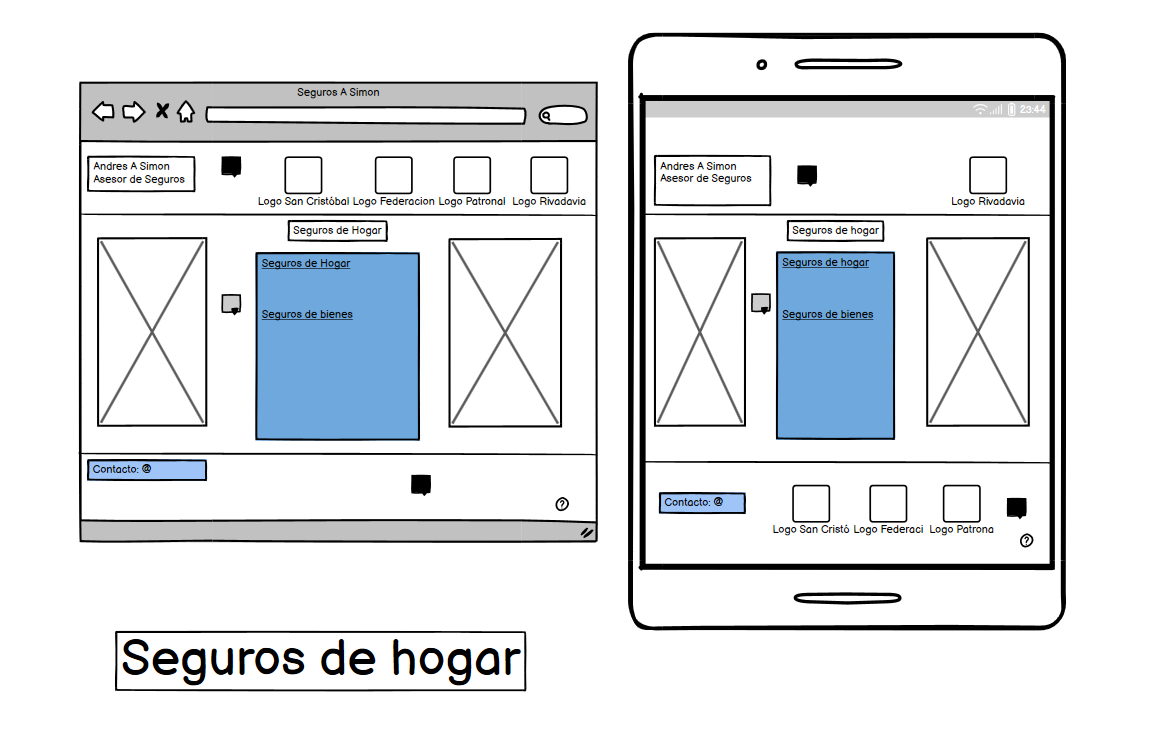 Seguros A Simon
Andres A Simon
Asesor de Seguros
Logo San Cristóbal Logo Federacion Logo Patronal Logo Rivadavia
Seguros de Hogar
Seguros de Hogar
Seguros de bienes
Contacto: @
?
23:44
Andres A Simon
Asesor de Seguros
Logo Rivadavia
Seguros de hogar
Seguros de hogar
Seguros de bienes
Contacto: @
Logo San Cristó Logo Federaci Logo Patrona
?
Seguros de hogar